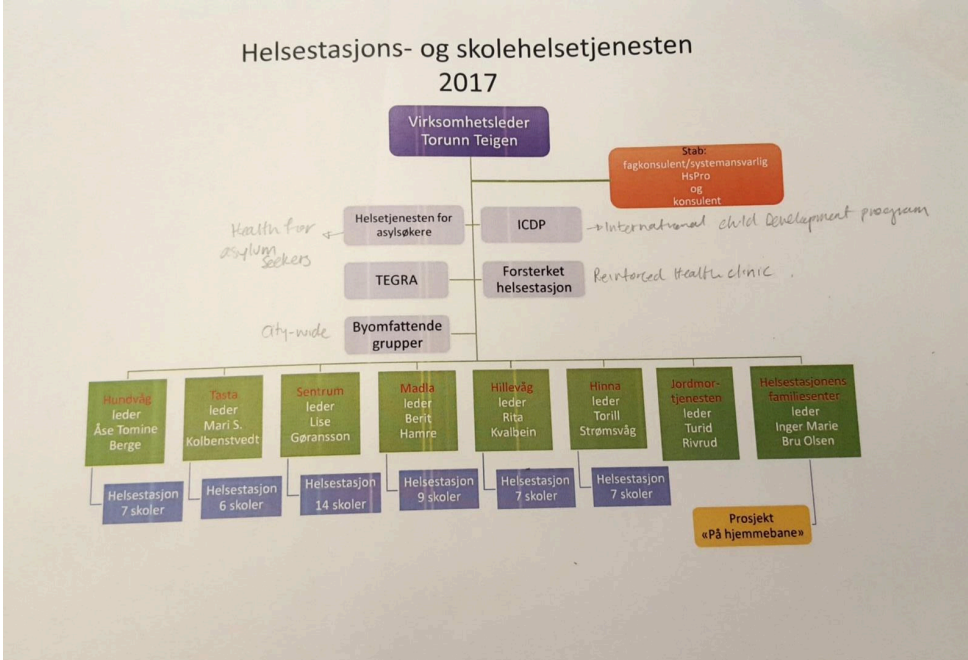 Helsestasjons- og skolehelsetjenesten
2017
Virksomhetsleder
Torunn Teigen
Stab:
fagkonsulent/systemansvarlig
HsPro
og
konsulent
Health for
asylum
seekers
Helsetjenesten for
asylsøkere
ICDP
International child Development program
TEGRA
Forsterket
helsestasjon
Reinforced Health clinic.
City-wide
Byomfattende
grupper
Hundvåg
leder
Åse Tomine
Berge
Tasta
leder
Mari S.
Kolbenstvedt
Sentrum
leder
Lise
Gøransson
Madla
leder
Berit
Hamre
Hillevåg
leder
Rita
Kvalbein
Hinna
leder
Torill
Strømsvåg
Jordmor-
tjenesten
leder
Turid
Rivrud
Helsestasjonens
familiesenter
leder
Inger Marie
Bru Olsen
Helsestasjon
7 skoler
Helsestasjon
6 skoler
Helsestasjon
14 skoler
Helsestasjon
9 skoler
Helsestasjon
7 skoler
Helsestasjon
7 skoler
Prosjekt
«På hjemmebane»